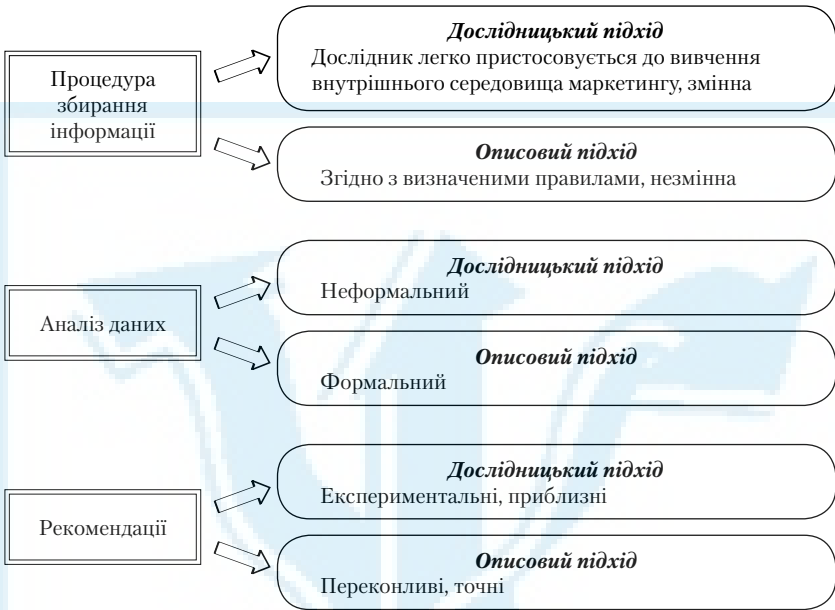 Процедура
збирання
інформації
Дослідницький підхід
Дослідник легко пристосовується до вивчення
внутрішнього середовища маркетингу, змінна
Описовий підхід
Згідно з визначеними правилами, незмінна
Аналіз даних
Дослідницький підхід
Неформальний
Описовий підхід
Формальний
Рекомендації
Дослідницький підхід
Експериментальні, приблизні
Описовий підхід
Переконливі, точні